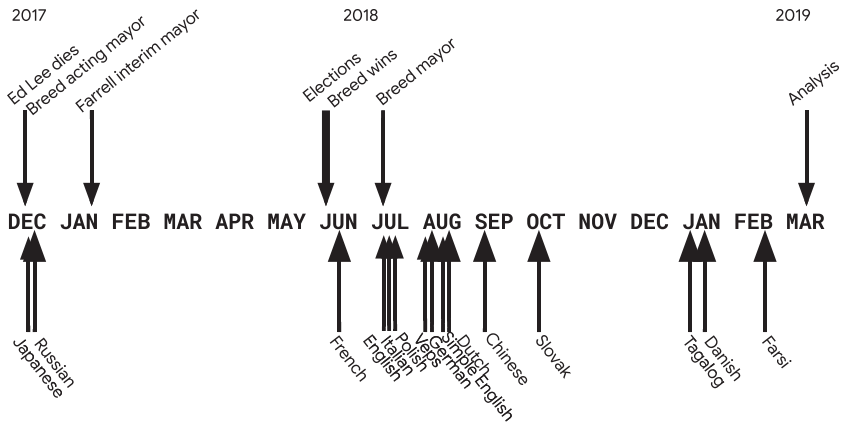 2017 2018 2019
Ed Lee dies
Breed acting mayor
Farrell interim mayor
Elections
Breed wins
Breed mayor
Analysis
DEC JAN FEB MAR APR MAY JUN JUL AUG SEP OCT NOV DEC JAN FEB MAR
Japanese
Russian
French
English
Italian
Polish
Veps
German
Simple English
Dutch
Chinese
Slovak
Tagalog
Danish
Farsi